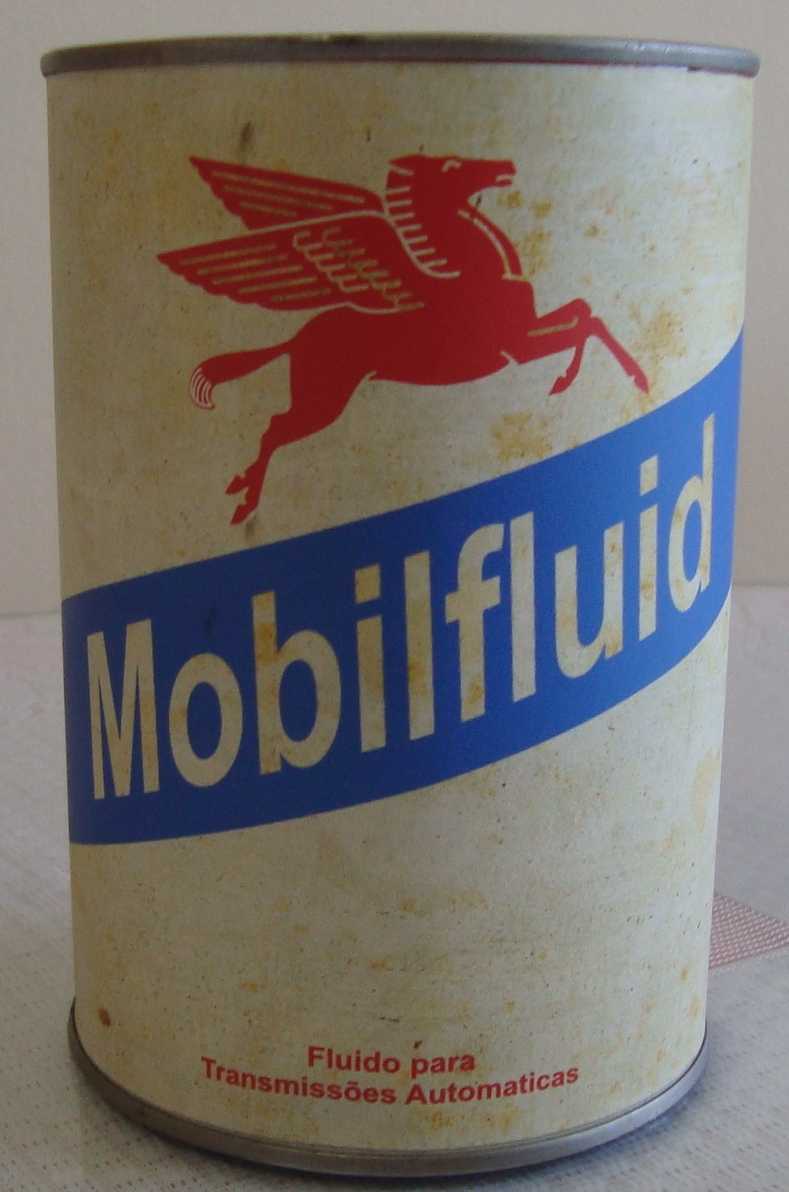 Mobilfluid
Fluido para
Transmissões Automaticas